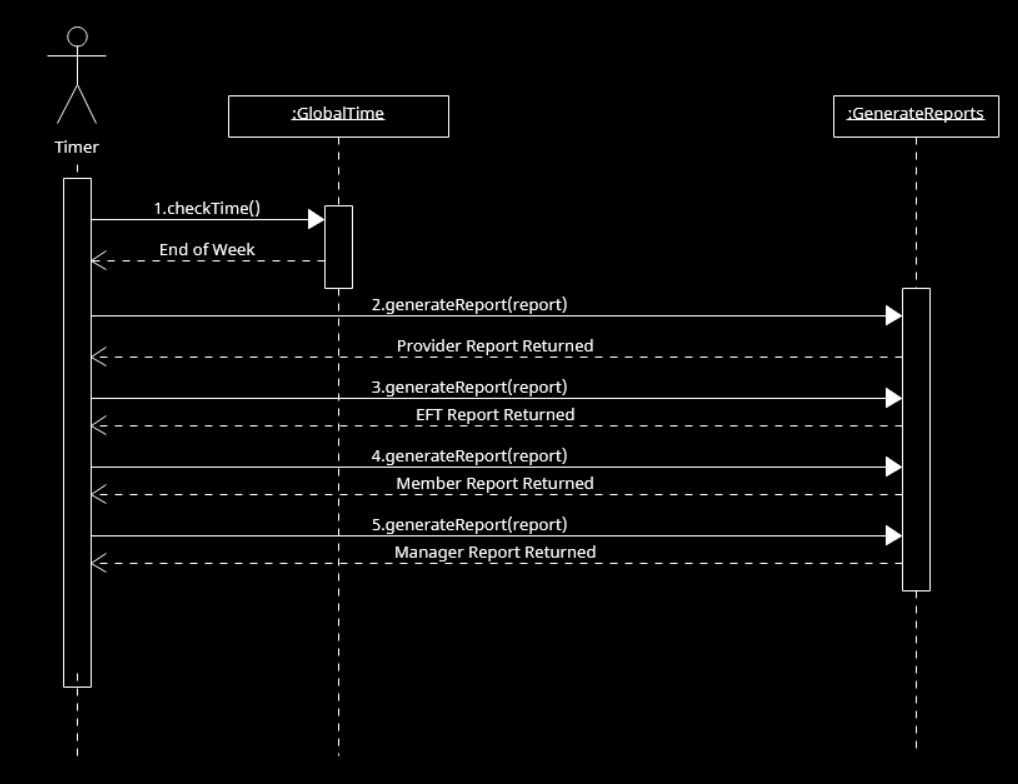 :GlobalTime
:GenerateReports
Timer
1.checkTime()
End of Week
2.generateReport(report)
Provider Report Returned
3.generateReport(report)
EFT Report Returned
4.generateReport(report)
Member Report Returned
5.generateReport(report)
Manager Report Returned